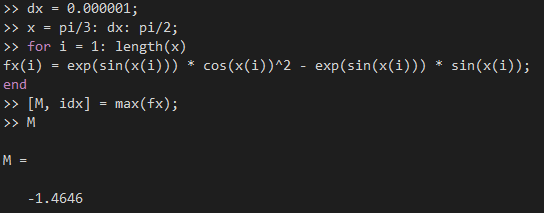 >> dx = 0.000001;
>> x = pi/3: dx: pi/2;
>> for i = 1: length(x)
fx(i) = exp(sin(x(i))) * cos(x(i))^2 - exp(sin(x(i))) * sin(x(i));
end
>> [M, idx] = max(fx);
>> M
M =
-1.4646